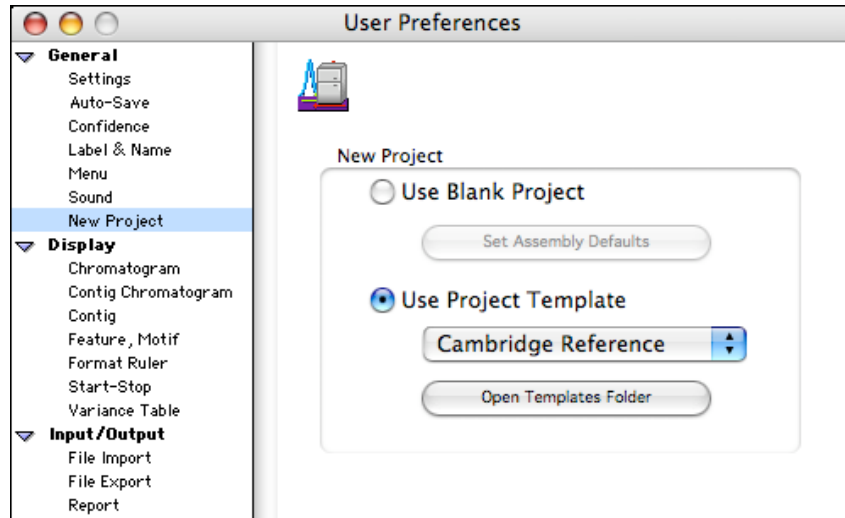 User Preferences
General
Settings
Auto-Save
Confidence
Label & Name
Menu
Sound
New Project
Display
Chromatogram
Contig Chromatogram
Contig
Feature, Motif
Format Ruler
Start-Stop
Variance Table
Input/Output
File Import
File Export
Report
New Project
Use Blank Project
Set Assembly Defaults
Use Project Template
Cambridge Reference
Open Templates Folder